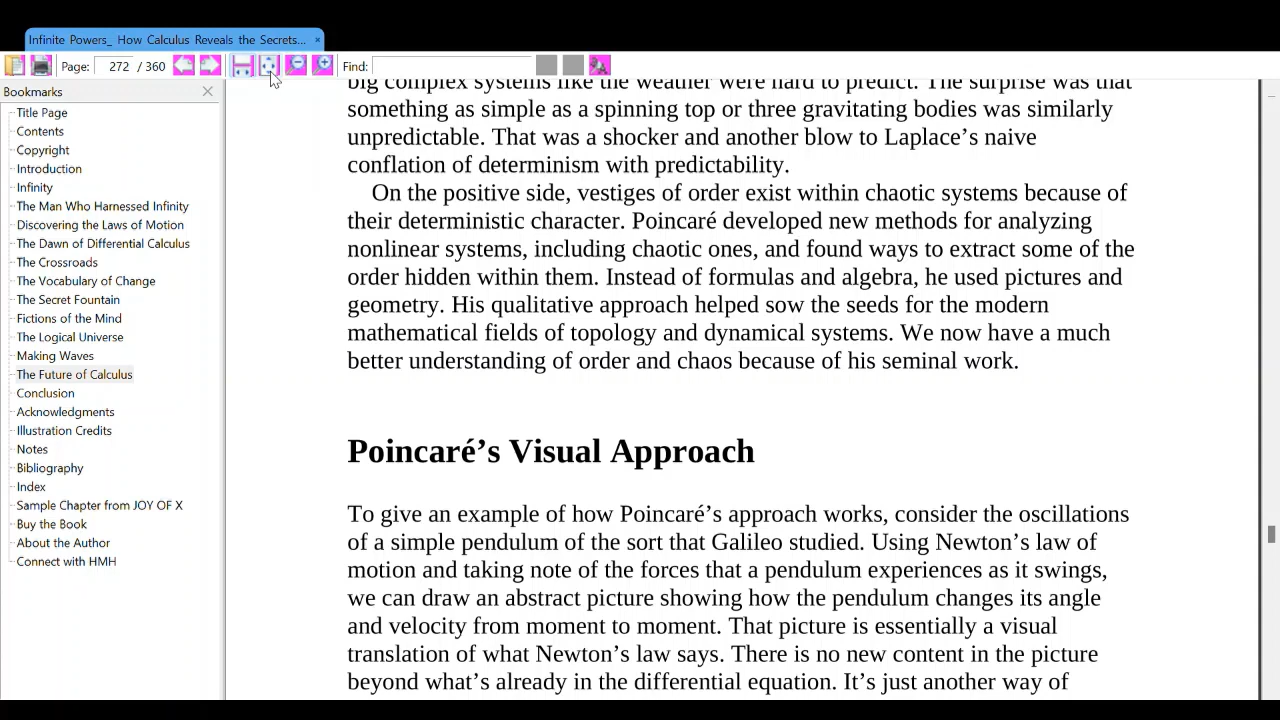 Infinite Powers_ How Calculus Reveals the Secrets... ×
Page: 272 / 360 Find:
Bookmarks
Title Page
Contents
Copyright
Introduction
Infinity
The Man Who Harnessed Infinity
Discovering the Laws of Motion
The Dawn of Differential Calculus
The Crossroads
The Vocabulary of Change
The Secret Fountain
Fictions of the Mind
The Logical Universe
Making Waves
The Future of Calculus
Conclusion
Acknowledgments
Illustration Credits
Notes
Bibliography
Index
Sample Chapter from JOY OF X
Buy the Book
About the Author
Connect with HMH
big complex systems like the weather were hard to predict. The surprise was that
something as simple as a spinning top or three gravitating bodies was similarly
unpredictable. That was a shocker and another blow to Laplace’s naive
conflation of determinism with predictability.
On the positive side, vestiges of order exist within chaotic systems because of
their deterministic character. Poincaré developed new methods for analyzing
nonlinear systems, including chaotic ones, and found ways to extract some of the
order hidden within them. Instead of formulas and algebra, he used pictures and
geometry. His qualitative approach helped sow the seeds for the modern
mathematical fields of topology and dynamical systems. We now have a much
better understanding of order and chaos because of his seminal work.
Poincaré’s Visual Approach
To give an example of how Poincaré’s approach works, consider the oscillations
of a simple pendulum of the sort that Galileo studied. Using Newton’s law of
motion and taking note of the forces that a pendulum experiences as it swings,
we can draw an abstract picture showing how the pendulum changes its angle
and velocity from moment to moment. That picture is essentially a visual
translation of what Newton’s law says. There is no new content in the picture
beyond what’s already in the differential equation. It’s just another way of